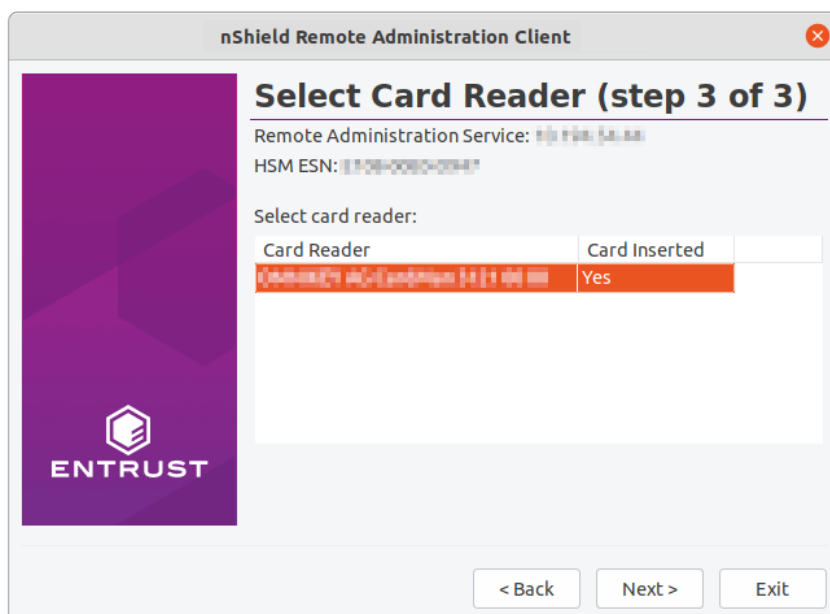 nShield Remote Administration Client
Select Card Reader (step 3 of 3)
Remote Administration Service:
HSM ESN:
Select card reader:
Card Reader Card Inserted
Yes
ENTRUST
< Back Next > Exit